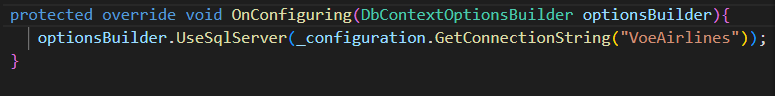 protected override void OnConfiguring(DbContextOptionsBuilder optionsBuilder){
optionsBuilder.UseSqlServer(_configuration.GetConnectionString("VoeAirlines"));
}